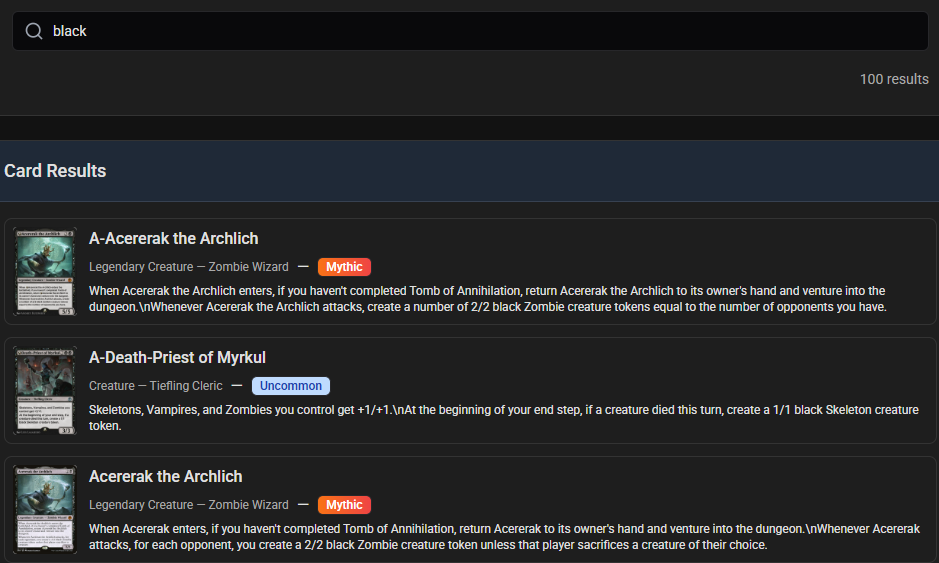 black
100 results
Card Results
A-Acererak the Archlich
Legendary Creature — Zombie Wizard — Mythic
When Acererak the Archlich enters, if you haven't completed Tomb of Annihilation, return Acererak the Archlich to its owner's hand and venture into the
dungeon.\nWhenever Acererak the Archlich attacks, create a number of 2/2 black Zombie creature tokens equal to the number of opponents you have.
A-Death-Priest of Myrkul
Creature — Tiefling Cleric — Uncommon
Skeletons, Vampires, and Zombies you control get +1/+1.\nAt the beginning of your end step, if a creature died this turn, create a 1/1 black Skeleton creature
token.
Acererak the Archlich
Legendary Creature — Zombie Wizard — Mythic
When Acererak enters, if you haven't completed Tomb of Annihilation, return Acererak to its owner's hand and venture into the dungeon.\nWhenever Acererak
attacks, for each opponent, you create a 2/2 black Zombie creature token unless that player sacrifices a creature of their choice.